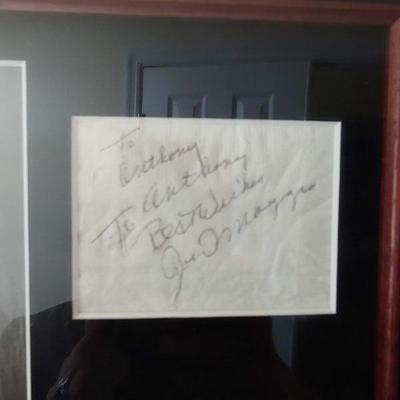 To
Anthony
To Anthony
Best Wishes
Joe DiMaggio